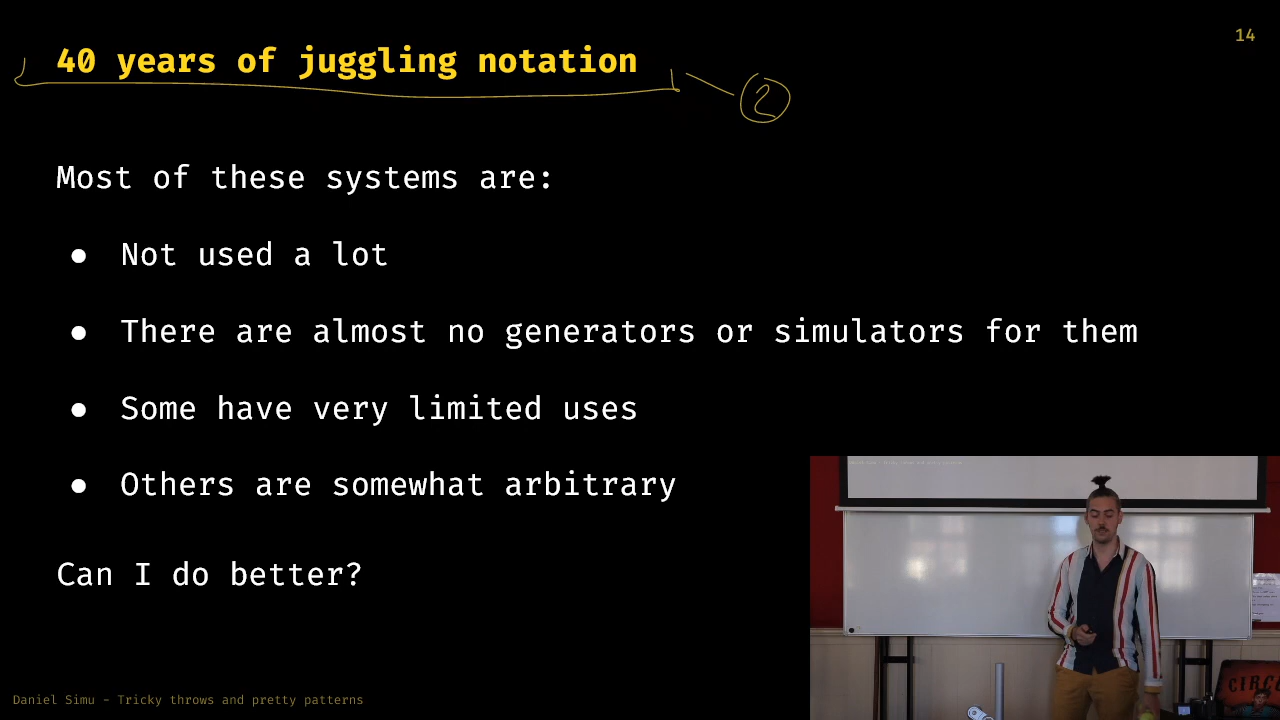 40 years of juggling notation
14
2
Most of these systems are:
● Not used a lot
● There are almost no generators or simulators for them
● Some have very limited uses
● Others are somewhat arbitrary
Can I do better?
CIRC
Daniel Simu – Tricky throws and pretty patterns